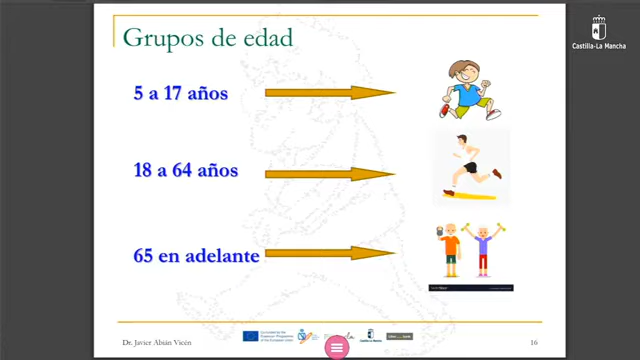 Grupos de edad
Castilla-La Mancha
5 a 17 años
18 a 64 años
65 en adelante
Dr. Javier Abián Vicén
16